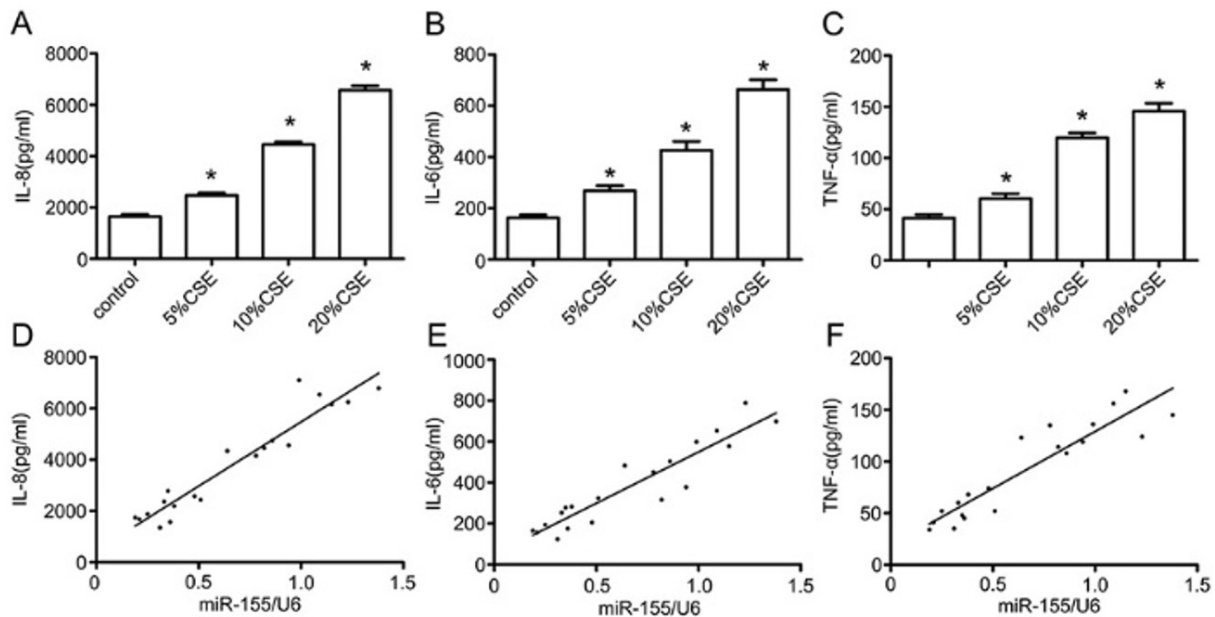 A
IL-8(pg/ml)
8000
6000
4000
2000
0
*
*
*
control
5%CSE
10%CSE
20%CSE
B
IL-6(pg/ml)
800
600
400
200
0
*
*
*
control
5%CSE
10%CSE
20%CSE
C
TNF-α(pg/ml)
200
150
100
50
0
*
*
*
5%CSE
10%CSE
20%CSE
D
IL-8(pg/ml)
8000
6000
4000
2000
0
0
0.5
1.0
1.5
miR-155/U6
E
IL-6(pg/ml)
1000
800
600
400
200
0
0
0.5
1.0
1.5
miR-155/U6
F
TNF-α(pg/ml)
200
150
100
50
0
0
0.5
1.0
1.5
miR-155/U6